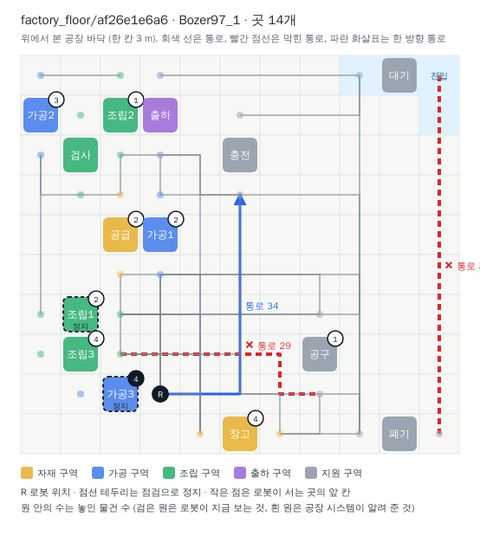 factory_floor/af26e1e6a6 · Bozer97_1 · 곳 14개
위에서 본 공장 바닥 (한 칸 3 m). 회색 선은 통로, 빨간 점선은 막힌 통로, 파란 화살표는 한 방향 통로
대기
진입
3
1
가공2
조립2
출하
검사
충전
2
2
공급
가공1
✕ 통로
2
통로 34
조립1
정지
4
✕ 통로 29
1
조립3
공구
4
가공3
정지
R
4
창고
폐기
자재 구역
가공 구역
조립 구역
출하 구역
지원 구역
R 로봇 위치 · 점선 테두리는 점검으로 정지 · 작은 점은 로봇이 서는 곳의 앞 칸
원 안의 수는 놓인 물건 수 (검은 원은 로봇이 지금 보는 것, 흰 원은 공장 시스템이 알려 준 것)